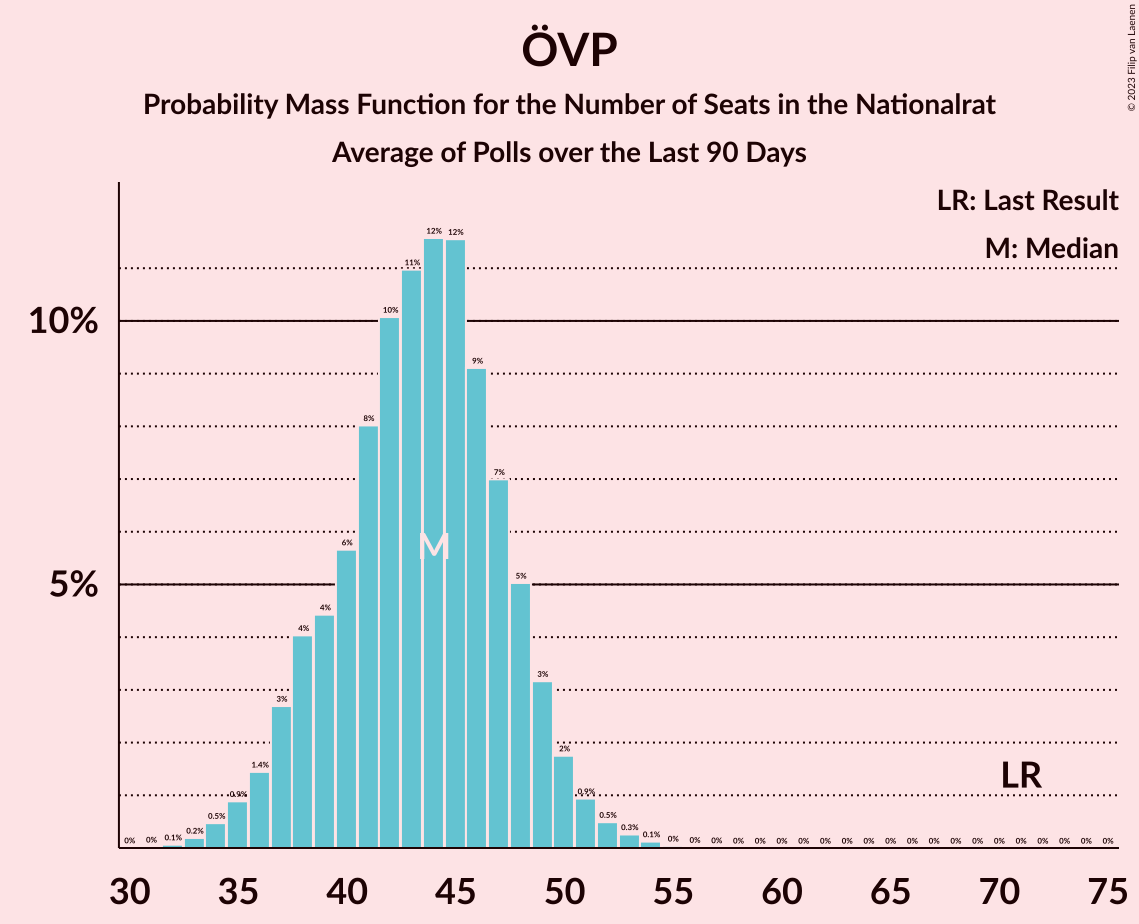 ÖVP
Probability Mass Function for the Number of Seats in the Nationalrat
Average of Polls over the Last 90 Days
© 2023 Filip van Laenen
LR: Last Result
M: Median
10%
5%
0% 0% 0.1% 0.2% 0.5% 0.9% 1.4% 3% 4% 4% 6% 8% 10% 11% 12% 12% 9% 7% 5% 3% 2% 0.9% 0.5% 0.3% 0.1% 0% 0% 0% 0% 0% 0% 0% 0% 0% 0% 0% 0% 0% 0% 0% 0% 0% 0% 0% 0% 0%
M
LR
30 35 40 45 50 55 60 65 70 75